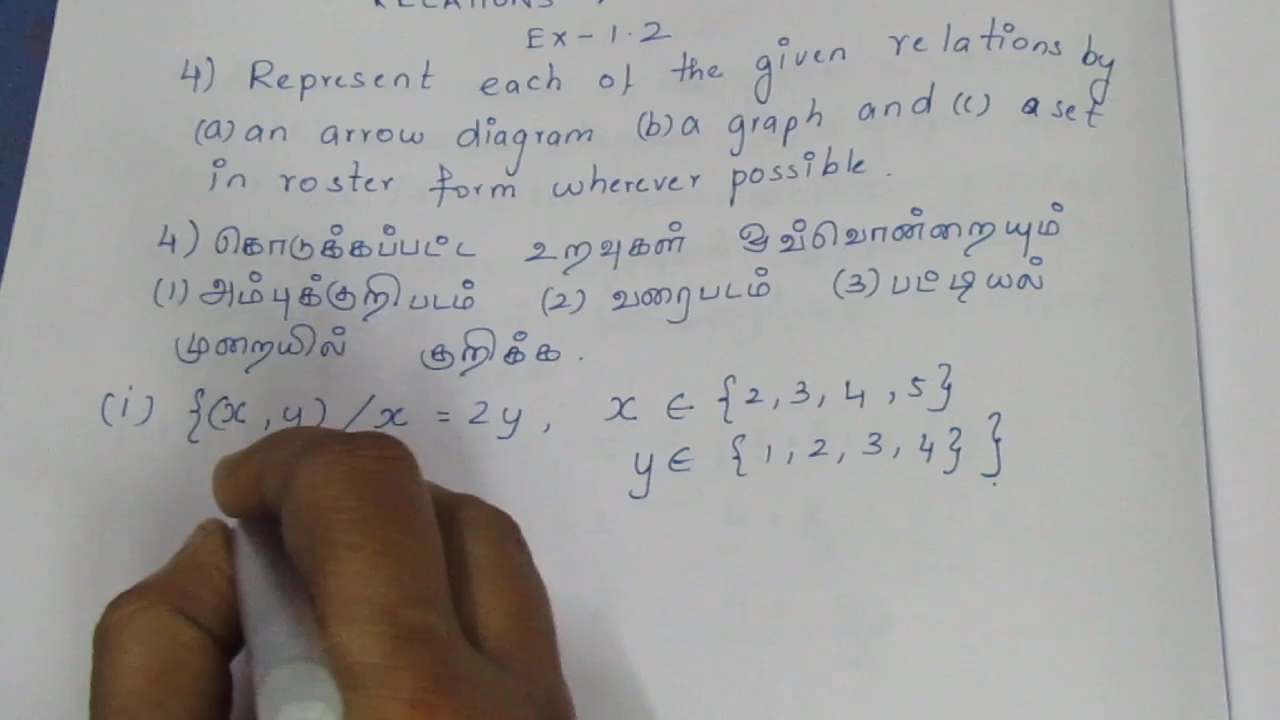 RELATIONS
Ex - 1.2
4) Represent each of the given relations by
(a) an arrow diagram (b) a graph and (c) a set
in roster form wherever possible.
4) கொடுக்கப்பட்ட உறவுகள் ஒவ்வொன்றையும்
(1) அம்புக்குறிபடம் (2) வரைபடம் (3) பட்டியல்
முறையில் குறிக்க.
(i) {(x, y) / x = 2y, x ∈ {2, 3, 4, 5}
y ∈ {1, 2, 3, 4} }